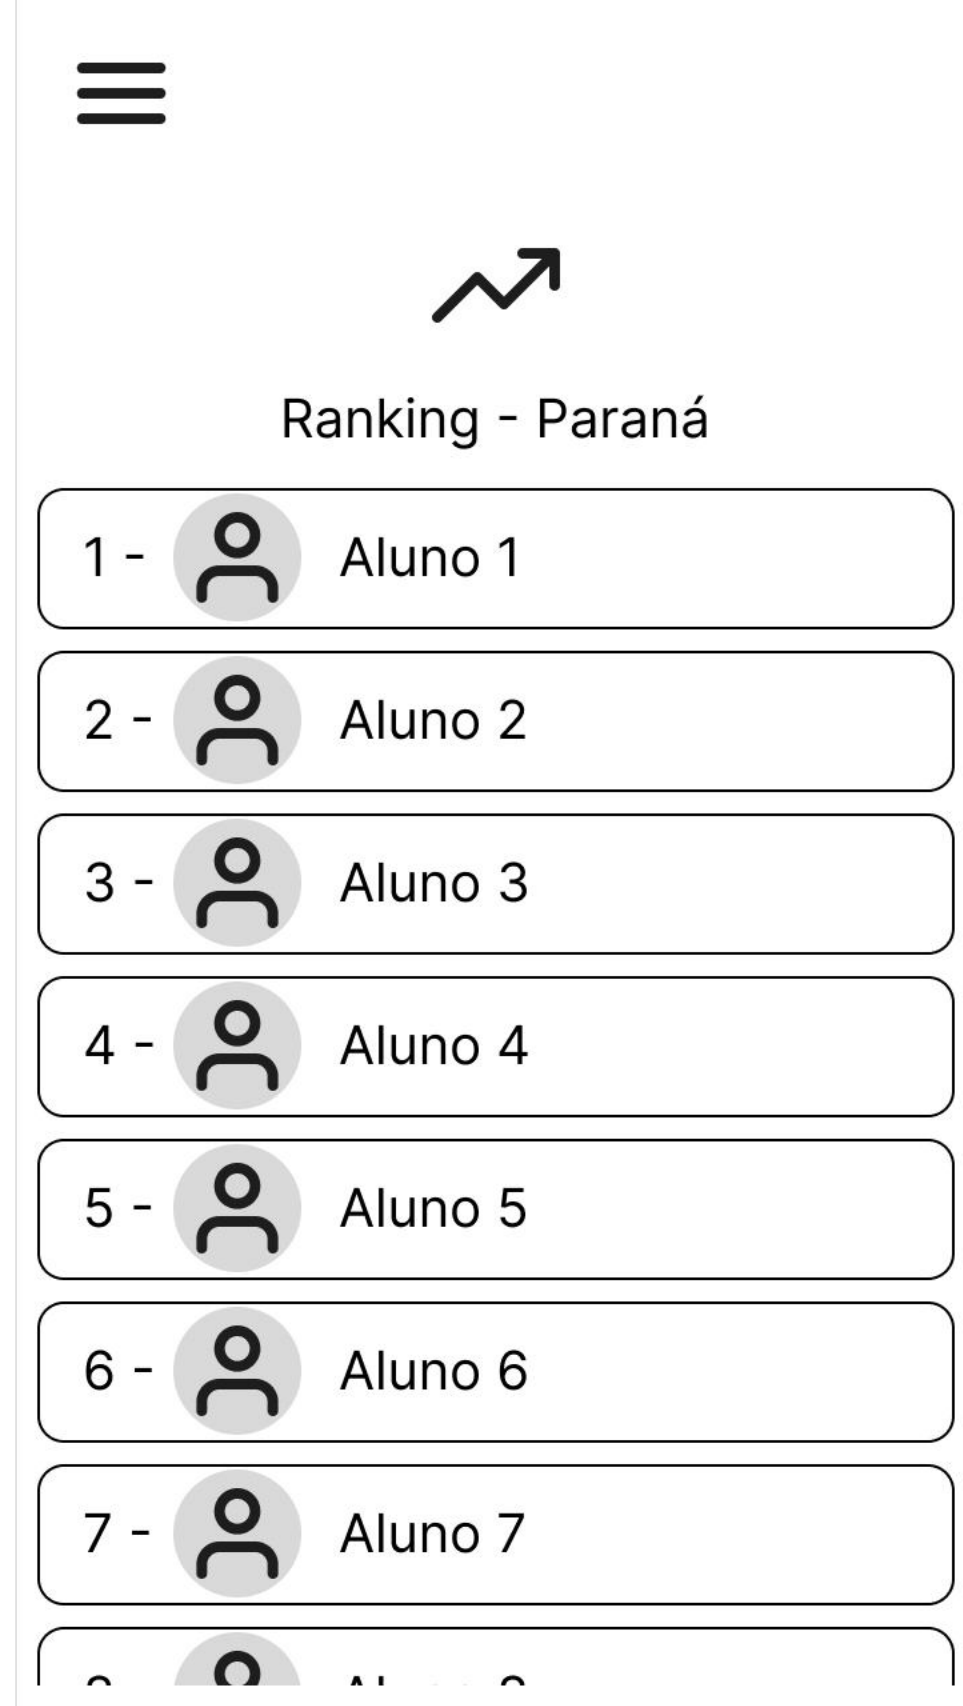 Ranking - Paraná
1 - Aluno 1
2 - Aluno 2
3 - Aluno 3
4 - Aluno 4
5 - Aluno 5
6 - Aluno 6
7 - Aluno 7